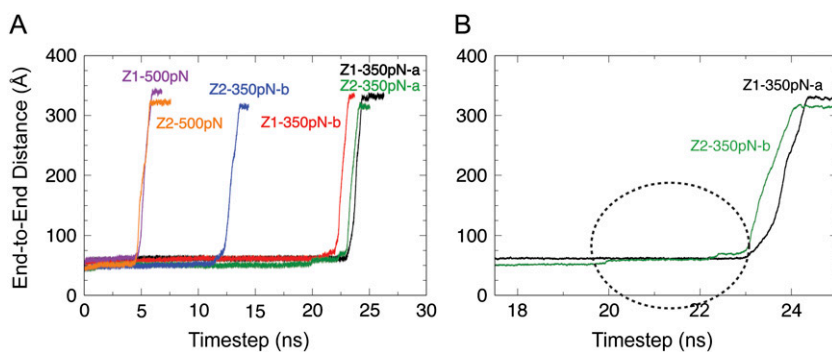 A
End-to-End Distance (Å)
400
300
200
100
0
Z1-500pN
Z2-500pN
Z2-350pN-b
Z1-350pN-b
Z1-350pN-a
Z2-350pN-a
0 5 10 15 20 25 30
Timestep (ns)
B
400
300
200
100
0
Z1-350pN-a
Z2-350pN-b
18 20 22 24
Timestep (ns)